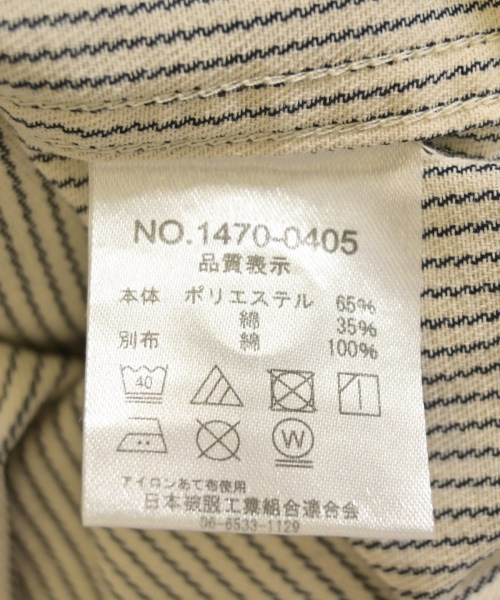 NO.1470-0405
品質表示
本体 ポリエステル 65%
綿 35%
別布 綿 100%
40
W
アイロンあて布使用
日本被服工業組合連合会
06-6533-1129